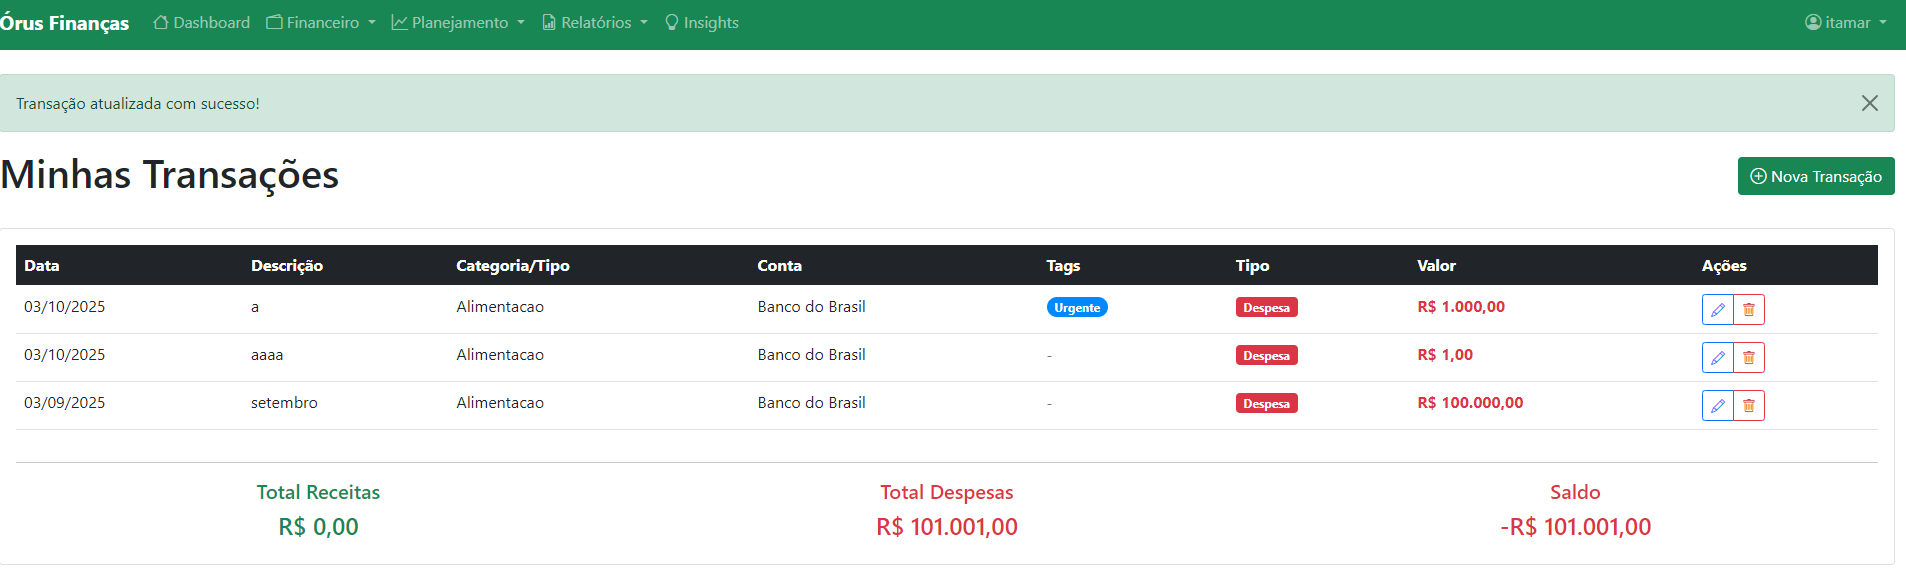 Órus Finanças Dashboard Financeiro Planejamento Relatórios Insights itamar
Transação atualizada com sucesso!
Minhas Transações
Nova Transação
Data Descrição Categoria/Tipo Conta Tags Tipo Valor Ações
03/10/2025 a Alimentacao Banco do Brasil Urgente Despesa R$ 1.000,00
03/10/2025 aaaa Alimentacao Banco do Brasil - Despesa R$ 1,00
03/09/2025 setembro Alimentacao Banco do Brasil - Despesa R$ 100.000,00
Total Receitas Total Despesas Saldo
R$ 0,00 R$ 101.001,00 -R$ 101.001,00